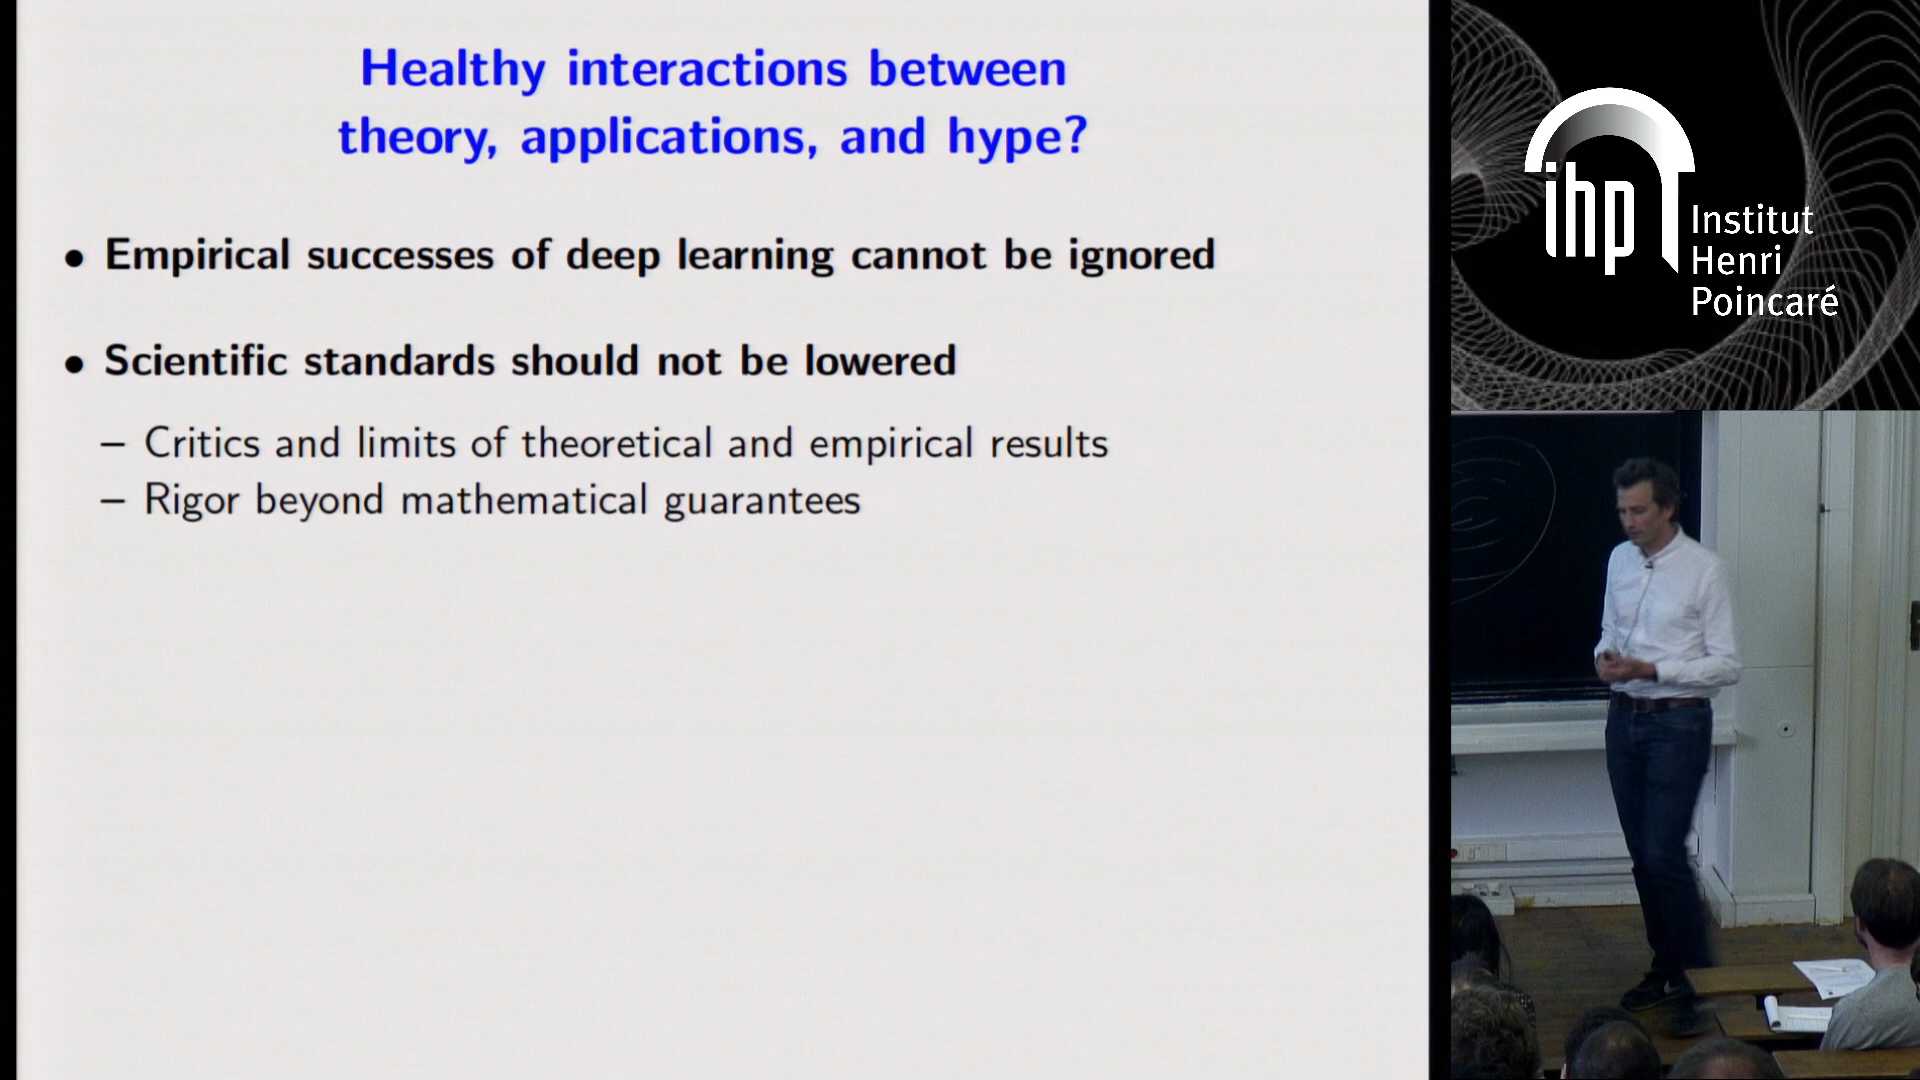 Healthy interactions between
theory, applications, and hype?
• Empirical successes of deep learning cannot be ignored
• Scientific standards should not be lowered
– Critics and limits of theoretical and empirical results
– Rigor beyond mathematical guarantees
ihp
Institut
Henri
Poincaré